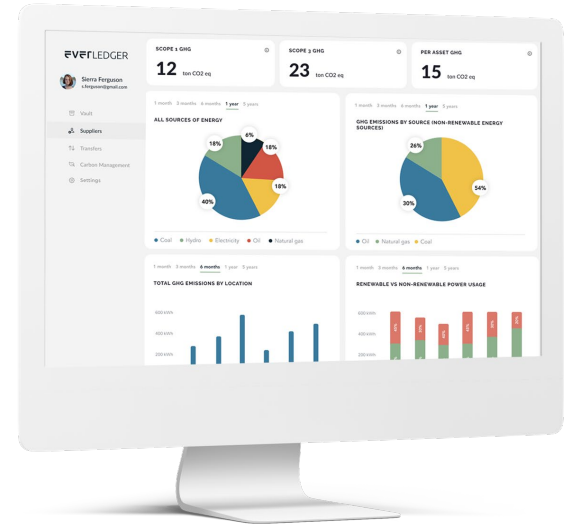 EVERLEDGER
Sierra Ferguson
s.ferguson@gmail.com
Vault
Suppliers
Transfers
Carbon Management
Settings
SCOPE 1 GHG
12 ton CO2 eq
SCOPE 3 GHG
23 ton CO2 eq
PER ASSET GHG
15 ton CO2 eq
1 month 3 months 6 months 1 year 5 years
ALL SOURCES OF ENERGY
6%
18%
18%
18%
40%
Coal Hydro Electricity Oil Natural gas
1 month 3 months 6 months 1 year 5 years
GHG EMISSIONS BY SOURCE (NON-RENEWABLE ENERGY
SOURCES)
26%
54%
30%
Oil Natural gas Coal
1 month 3 months 6 months 1 year 5 years
TOTAL GHG EMISSIONS BY LOCATION
600 kWh
400 kWh
200 kWh
1 month 3 months 6 months 1 year 5 years
RENEWABLE VS NON-RENEWABLE POWER USAGE
600 kWh
400 kWh
200 kWh